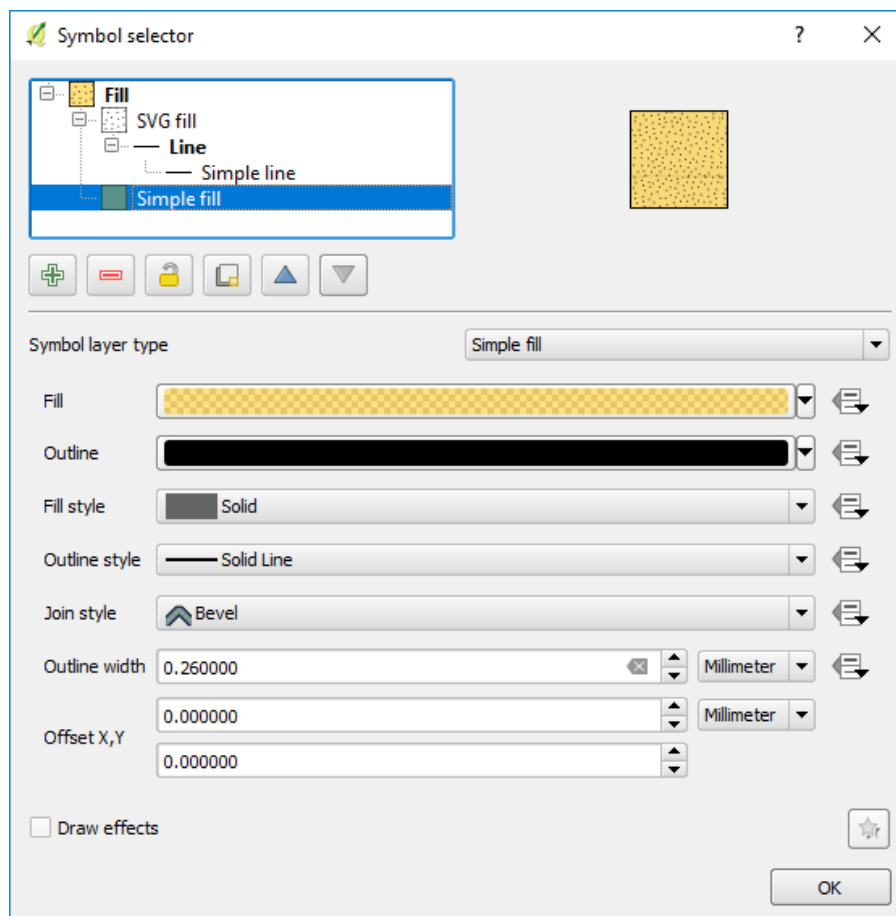 Symbol selector
?
Fill
SVG fill
Line
Simple line
Simple fill
Symbol layer type
Simple fill
Fill
Outline
Fill style
Solid
Outline style
Solid Line
Join style
Bevel
Outline width
0.260000
Millimeter
Offset X,Y
0.000000
Millimeter
0.000000
Draw effects
OK